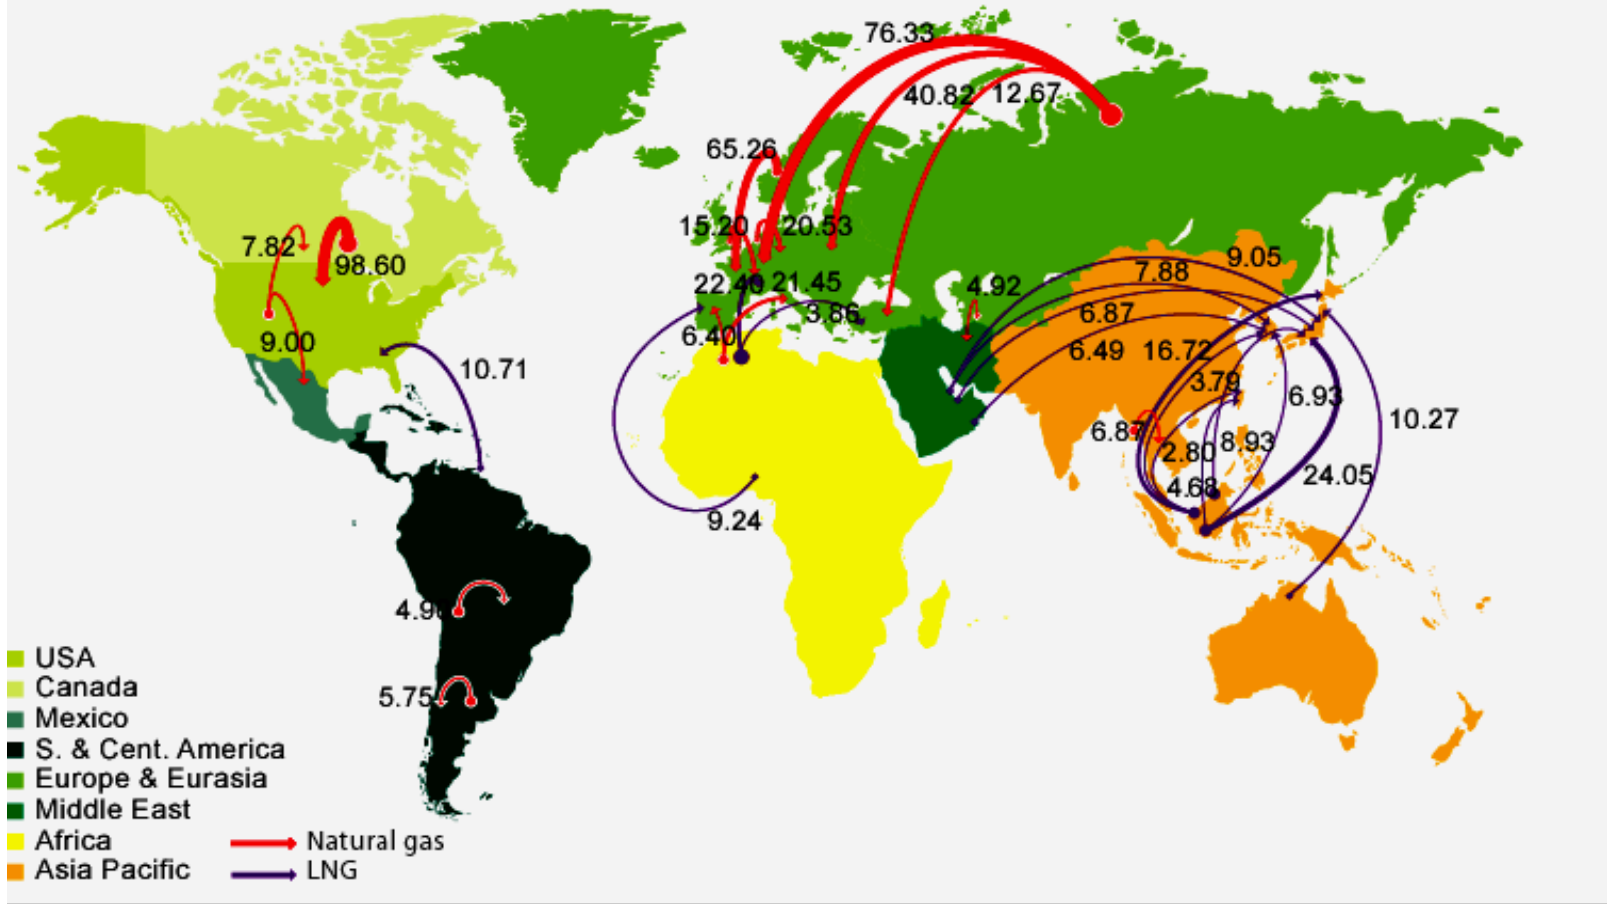 76.33
40.82 12.67
65.26
15.20 20.53
7.82
98.60
9.05
7.88
22.40 21.45
4.92
3.86
6.87
6.40
9.00
6.49 16.72
10.71
3.79
6.93
10.27
6.87
8.93
2.80
24.05
4.68
9.24
4.9
5.75
USA
Canada
Mexico
S. & Cent. America
Europe & Eurasia
Middle East
Africa
Asia Pacific
Natural gas
LNG